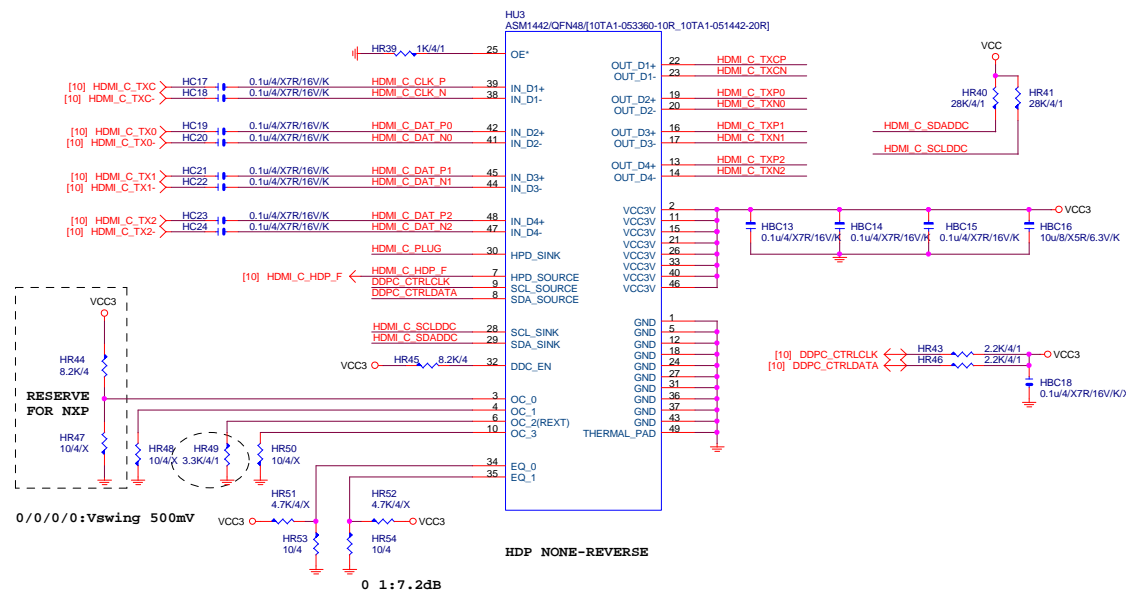 HU3
ASM1442/QFN48/[10TA1-053360-10R_10TA1-051442-20R]
HR39 1K/4/1 25 OE*
[10] HDMI_C_TXC HC17 0.1u/4/X7R/16V/K HDMI_C_CLK_P 39 IN_D1+
[10] HDMI_C_TXC- HC18 0.1u/4/X7R/16V/K HDMI_C_CLK_N 38 IN_D1-
[10] HDMI_C_TX0 HC19 0.1u/4/X7R/16V/K HDMI_C_DAT_P0 42 IN_D2+
[10] HDMI_C_TX0- HC20 0.1u/4/X7R/16V/K HDMI_C_DAT_N0 41 IN_D2-
[10] HDMI_C_TX1 HC21 0.1u/4/X7R/16V/K HDMI_C_DAT_P1 45 IN_D3+
[10] HDMI_C_TX1- HC22 0.1u/4/X7R/16V/K HDMI_C_DAT_N1 44 IN_D3-
[10] HDMI_C_TX2 HC23 0.1u/4/X7R/16V/K HDMI_C_DAT_P2 48 IN_D4+
[10] HDMI_C_TX2- HC24 0.1u/4/X7R/16V/K HDMI_C_DAT_N2 47 IN_D4-
HDMI_C_PLUG 30 HPD_SINK
[10] HDMI_C_HDP_F HDMI_C_HDP_F 7 HPD_SOURCE
DDPC_CTRLCLK 9 SCL_SOURCE
DDPC_CTRLDATA 8 SDA_SOURCE
HDMI_C_SCLDDC 28 SCL_SINK
HDMI_C_SDADDC 29 SDA_SINK
VCC3 HR45 8.2K/4 32 DDC_EN
3 OC_0
4 OC_1
6 OC_2(REXT)
10 OC_3
34 EQ_0
35 EQ_1
OUT_D1+ 22 HDMI_C_TXCP
OUT_D1- 23 HDMI_C_TXCN
OUT_D2+ 19 HDMI_C_TXP0
OUT_D2- 20 HDMI_C_TXN0
OUT_D3+ 16 HDMI_C_TXP1
OUT_D3- 17 HDMI_C_TXN1
OUT_D4+ 13 HDMI_C_TXP2
OUT_D4- 14 HDMI_C_TXN2
VCC3V 2
VCC3V 11
VCC3V 15
VCC3V 21
VCC3V 26
VCC3V 33
VCC3V 40
VCC3V 46
GND 1
GND 5
GND 12
GND 18
GND 24
GND 27
GND 31
GND 36
GND 37
GND 43
THERMAL_PAD 49
VCC
HR40
28K/4/1
HR41
28K/4/1
HDMI_C_SDADDC
HDMI_C_SCLDDC
VCC3
HBC13
0.1u/4/X7R/16V/K
HBC14
0.1u/4/X7R/16V/K
HBC15
0.1u/4/X7R/16V/K
HBC16
10u/8/X5R/6.3V/K
[10] DDPC_CTRLCLK HR43 2.2K/4/1 VCC3
[10] DDPC_CTRLDATA HR46 2.2K/4/1
HBC18
0.1u/4/X7R/16V/K/X
VCC3
HR44
8.2K/4
RESERVE
FOR NXP
HR47
10/4/X
HR48
10/4/X
HR49
3.3K/4/1
HR50
10/4/X
0/0/0/0:Vswing 500mV
HR51
4.7K/4/X
VCC3
HR53
10/4
HR52
4.7K/4/X
VCC3
HR54
10/4
0 1:7.2dB
HDP NONE-REVERSE